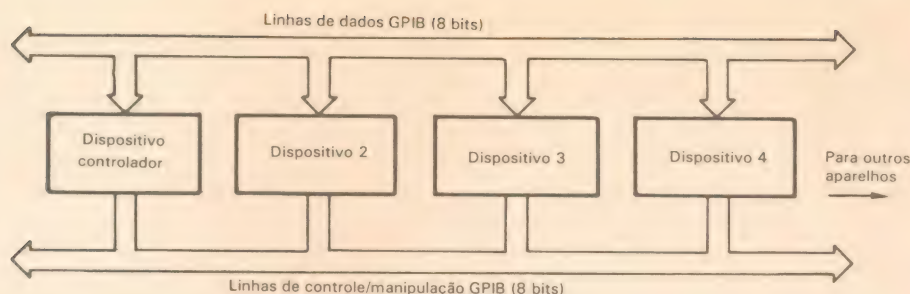 Linhas de dados GPIB (8 bits)
Dispositivo
controlador
Dispositivo 2
Dispositivo 3
Dispositivo 4
Para outros
aparelhos
Linhas de controle/manipulação GPIB (8 bits)